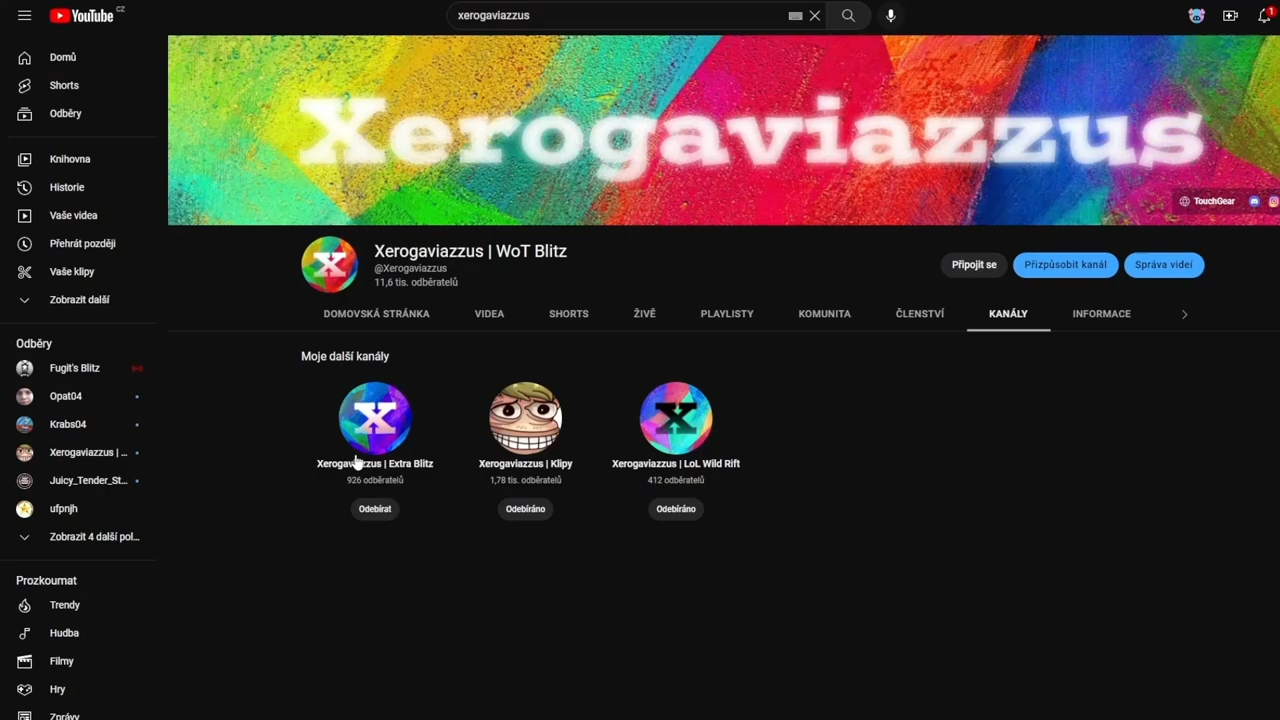 YouTube CZ
xerogaviazzus
1
Domů
Shorts
Odběry
Knihovna
Historie
Vaše videa
Přehrát později
Vaše klipy
Zobrazit další
Odběry
Fugit's Blitz
Opat04
Krabs04
Xerogaviazzus | ...
Juicy_Tender_St...
ufpnjh
Zobrazit 4 další pol...
Prozkoumat
Trendy
Hudba
Filmy
Hry
Zprávy
Xerogaviazzus
TouchGear
X
Xerogaviazzus | WoT Blitz
@Xerogaviazzus
11,6 tis. odběratelů
Připojit se
Přizpůsobit kanál
Správa videí
DOMOVSKÁ STRÁNKA VIDEA SHORTS ŽIVĚ PLAYLISTY KOMUNITA ČLENSTVÍ KANÁLY INFORMACE
Moje další kanály
X
Xerogaviazzus | Extra Blitz
926 odběratelů
Odebírat
Xerogaviazzus | Klipy
1,78 tis. odběratelů
Odebíráno
X
Xerogaviazzus | LoL Wild Rift
412 odběratelů
Odebíráno